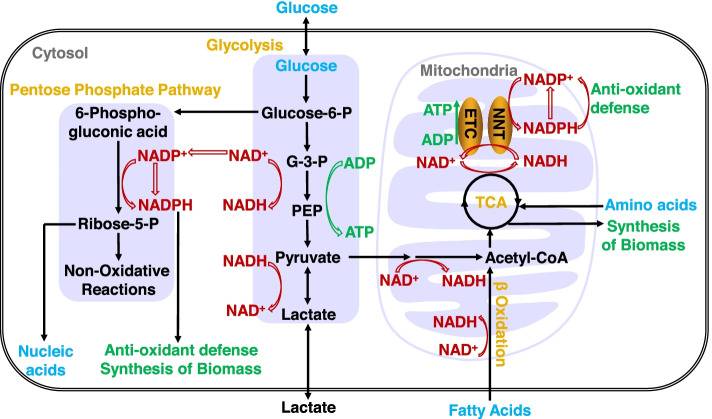 Glucose
Cytosol
Glycolysis
Glucose
Mitochondria
Pentose Phosphate Pathway
6-Phospho-
gluconic acid
Glucose-6-P
NADP+
NAD+
G-3-P
ADP
NADPH
NADH
PEP
ATP
Ribose-5-P
Non-Oxidative
Reactions
NADH
Pyruvate
NAD+
Lactate
Nucleic
acids
Anti-oxidant defense
Synthesis of Biomass
Lactate
ATP
ADP
ETC
NNT
NADP+
NADPH
Anti-oxidant
defense
NAD+
NADH
TCA
Amino acids
Synthesis
of Biomass
Acetyl-CoA
NAD+
NADH
β Oxidation
NADH
NAD+
Fatty Acids